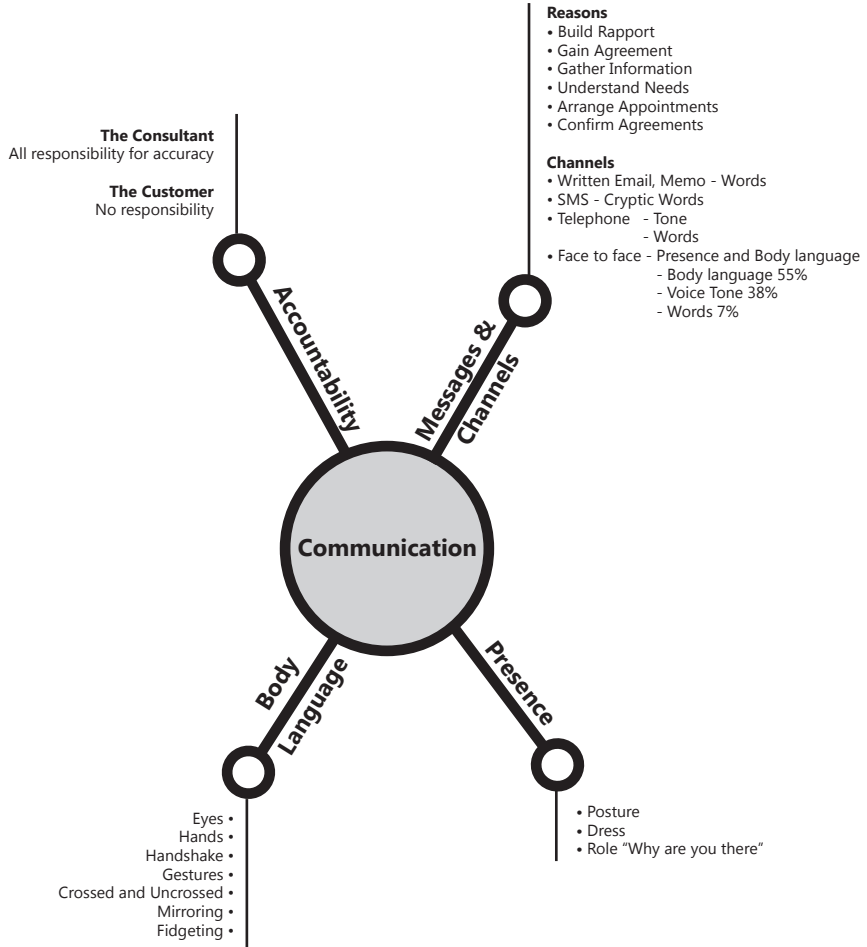 Reasons
• Build Rapport
• Gain Agreement
• Gather Information
• Understand Needs
• Arrange Appointments
• Confirm Agreements
Channels
• Written Email, Memo - Words
• SMS - Cryptic Words
• Telephone - Tone
- Words
• Face to face - Presence and Body language
- Body language 55%
- Voice Tone 38%
- Words 7%
The Consultant
All responsibility for accuracy
The Customer
No responsibility
Accountability
Messages &
Channels
Communication
Body
Language
Presence
Eyes •
Hands •
Handshake •
Gestures •
Crossed and Uncrossed •
Mirroring •
Fidgeting •
• Posture
• Dress
• Role “Why are you there“